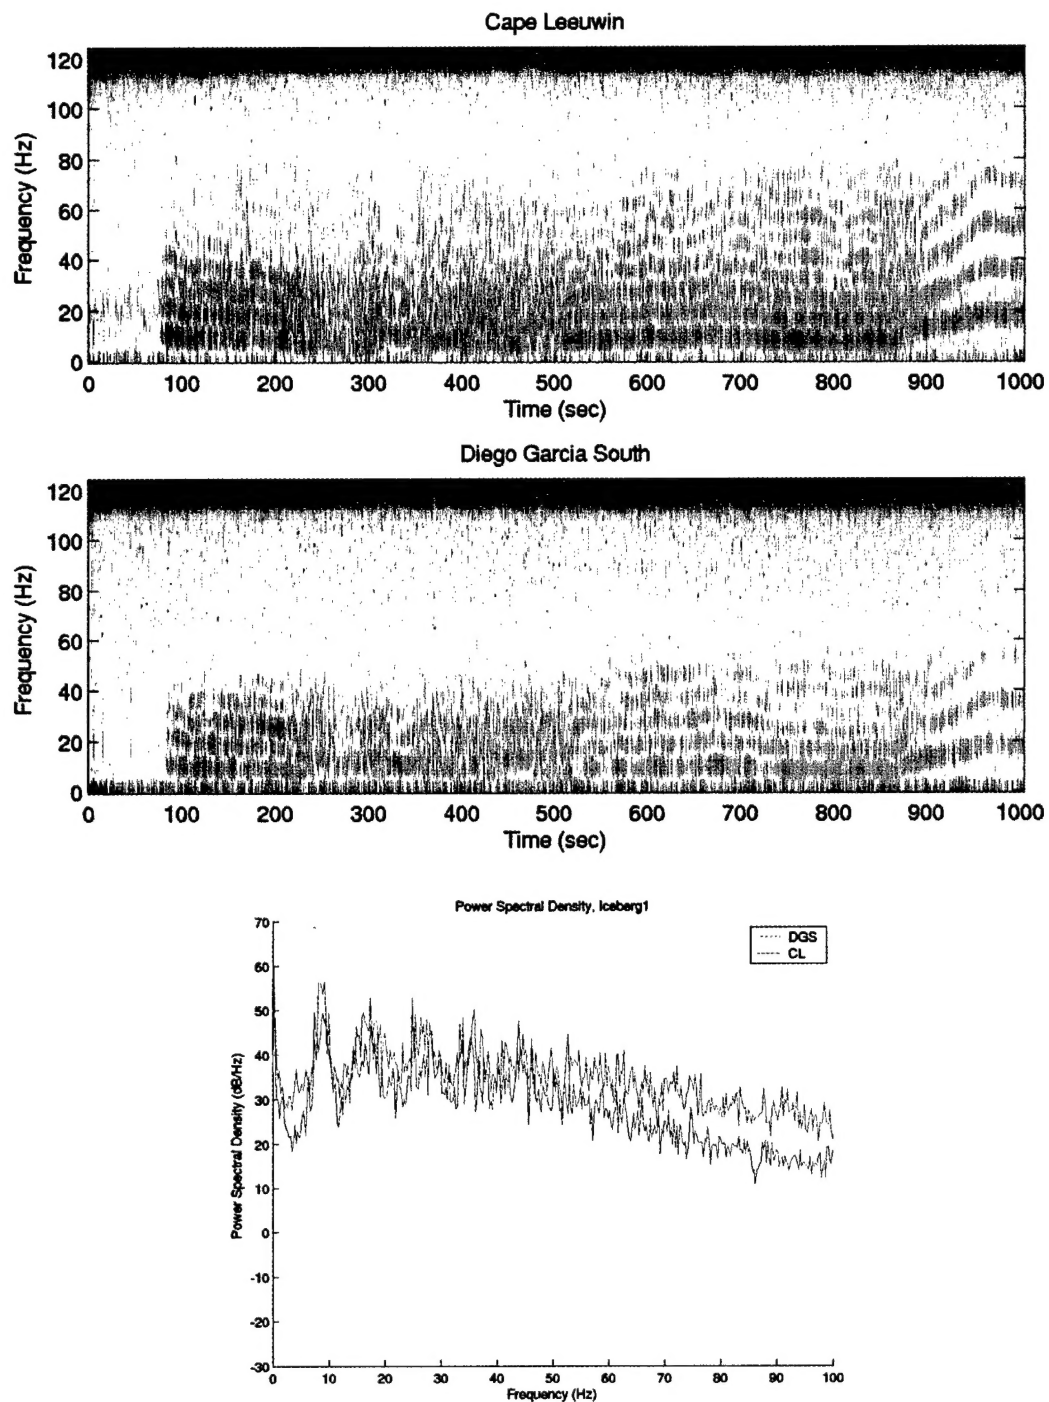 Cape Leeuwin
120
100
80
60
40
20
0
Frequency (Hz)
0 100 200 300 400 500 600 700 800 900 1000
Time (sec)
Diego Garcia South
120
100
80
60
40
20
0
Frequency (Hz)
0 100 200 300 400 500 600 700 800 900 1000
Time (sec)
Power Spectral Density, Iceberg1
70
60
50
40
30
20
10
0
-10
-20
-30
Power Spectral Density (dB/Hz)
DGS
CL
0 10 20 30 40 50 60 70 80 90 100
Frequency (Hz)